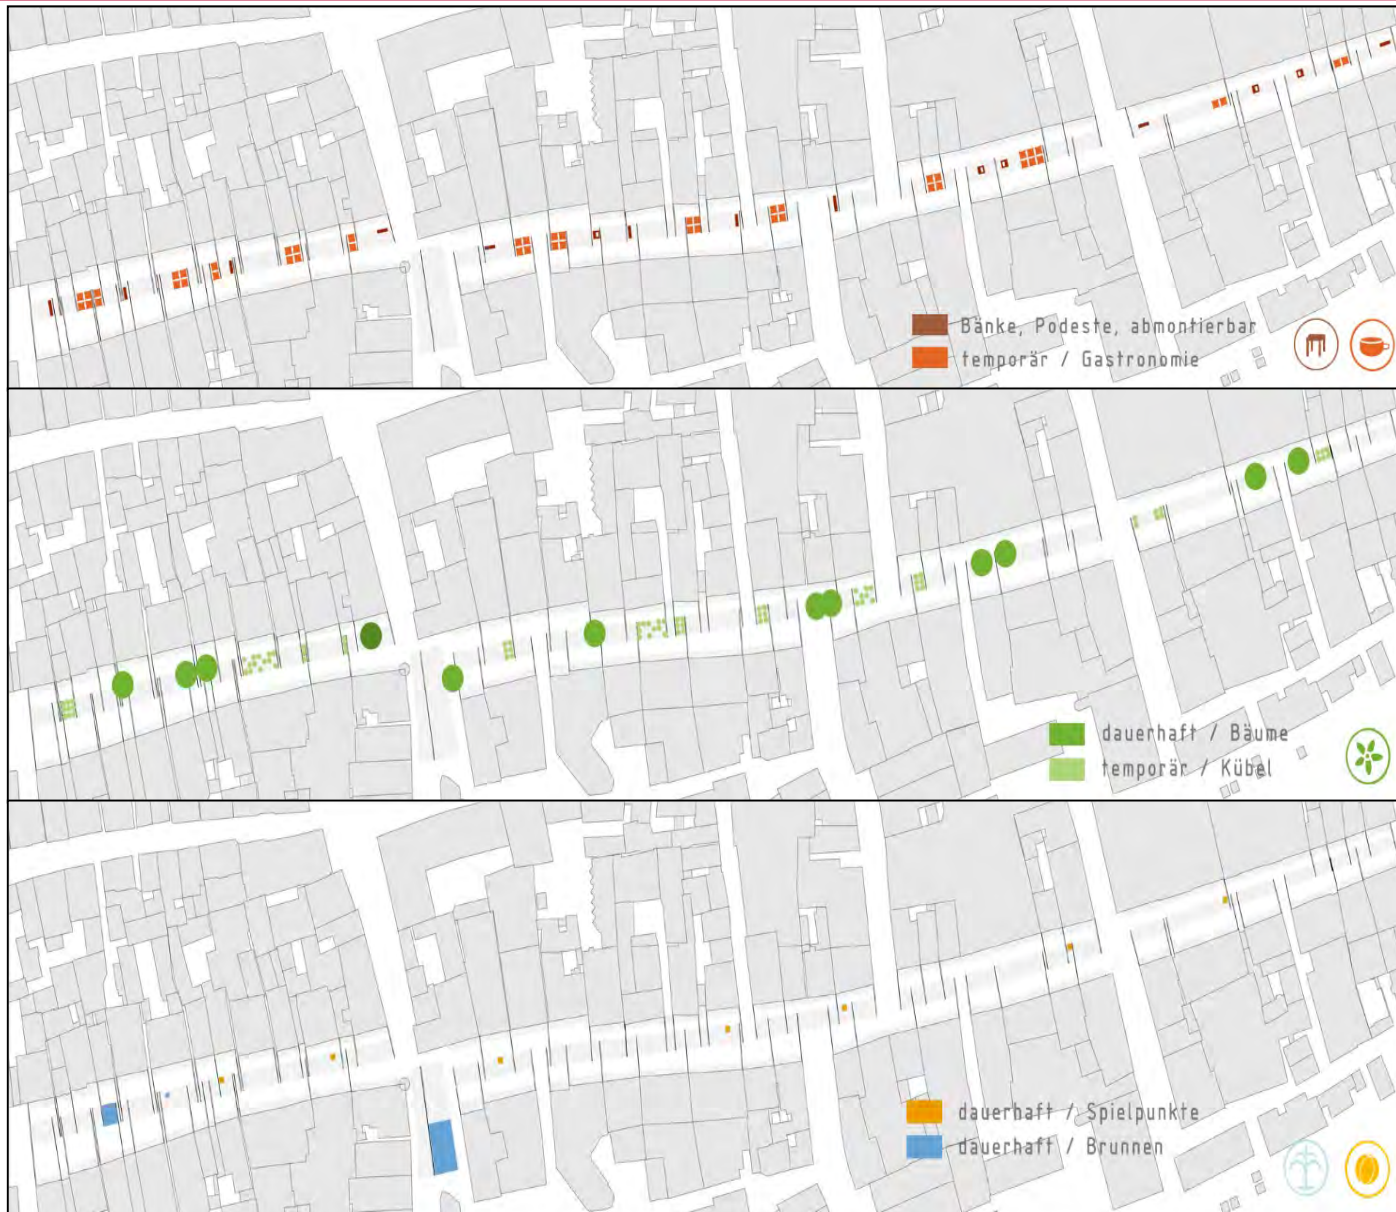 Bänke, Podeste, abmontierbar
temporär / Gastronomie
dauerhaft / Bäume
temporär / Kübel
dauerhaft / Spielpunkte
dauerhaft / Brunnen